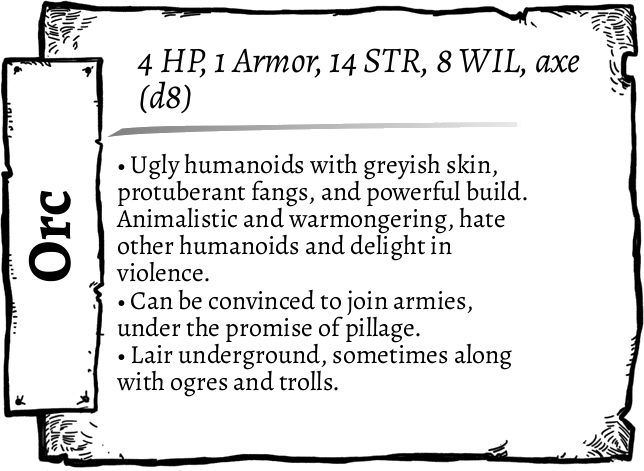 Orc
4 HP, 1 Armor, 14 STR, 8 WIL, axe
(d8)
• Ugly humanoids with greyish skin,
protuberant fangs, and powerful build.
Animalistic and warmongering, hate
other humanoids and delight in
violence.
• Can be convinced to join armies,
under the promise of pillage.
• Lair underground, sometimes along
with ogres and trolls.